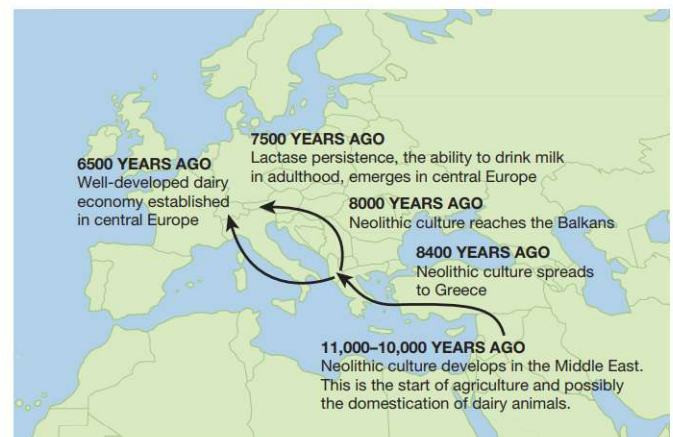 7500 YEARS AGO
Lactase persistence, the ability to drink milk
in adulthood, emerges in central Europe
6500 YEARS AGO
Well-developed dairy
economy established
in central Europe
8000 YEARS AGO
Neolithic culture reaches the Balkans
8400 YEARS AGO
Neolithic culture spreads
to Greece
11,000–10,000 YEARS AGO
Neolithic culture develops in the Middle East.
This is the start of agriculture and possibly
the domestication of dairy animals.